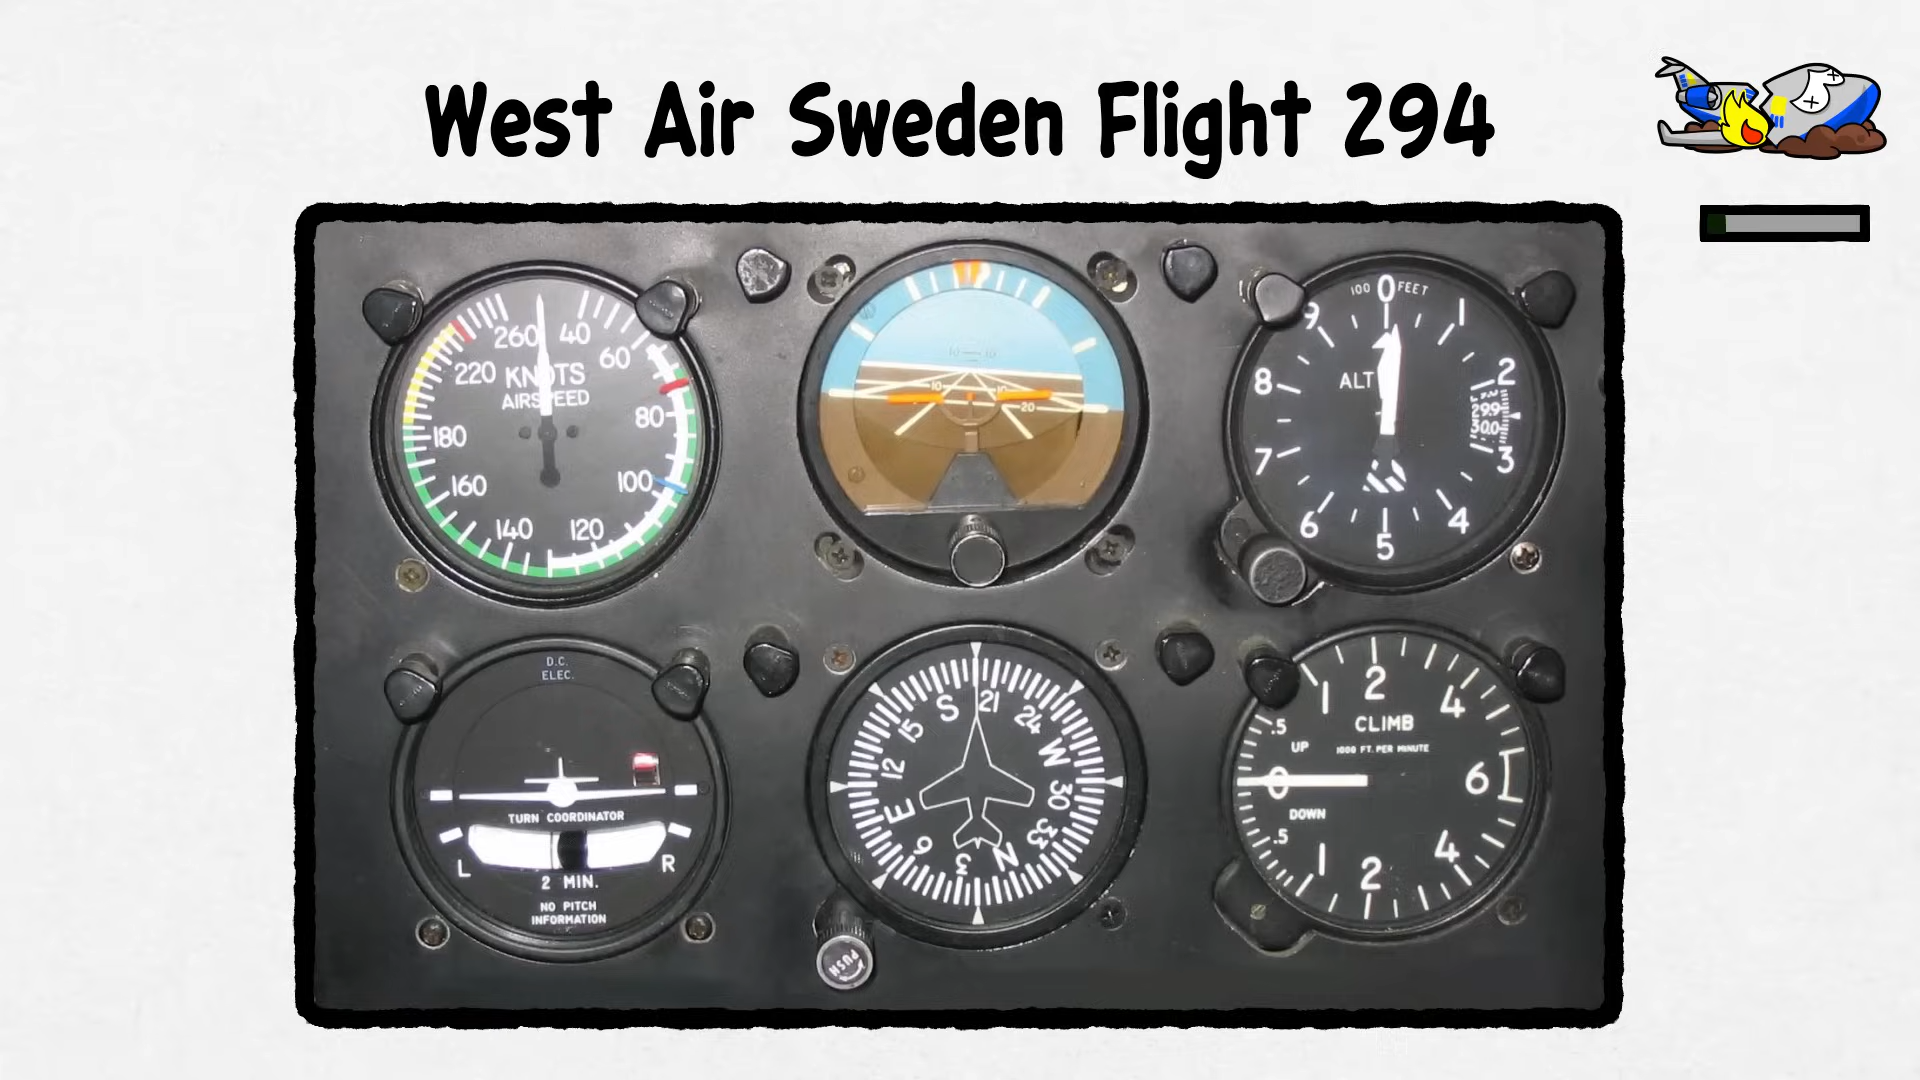 West Air Sweden Flight 294
260 40
220 60
KNOTS
AIRSPEED
180 80
160 100
140 120
10 10
20
100 0 FEET
9 1
8 ALT 2
29.9
30.0
7 3
6 4
5
D.C.
ELEC.
TURN COORDINATOR
L R
2 MIN.
NO PITCH
INFORMATION
S 21 24 W 30 33 N 3 6 E 12 15
PUSH
1 2 4
.5 CLIMB
UP 1000 FT. PER MINUTE
0 6
DOWN
.5 1 2 4